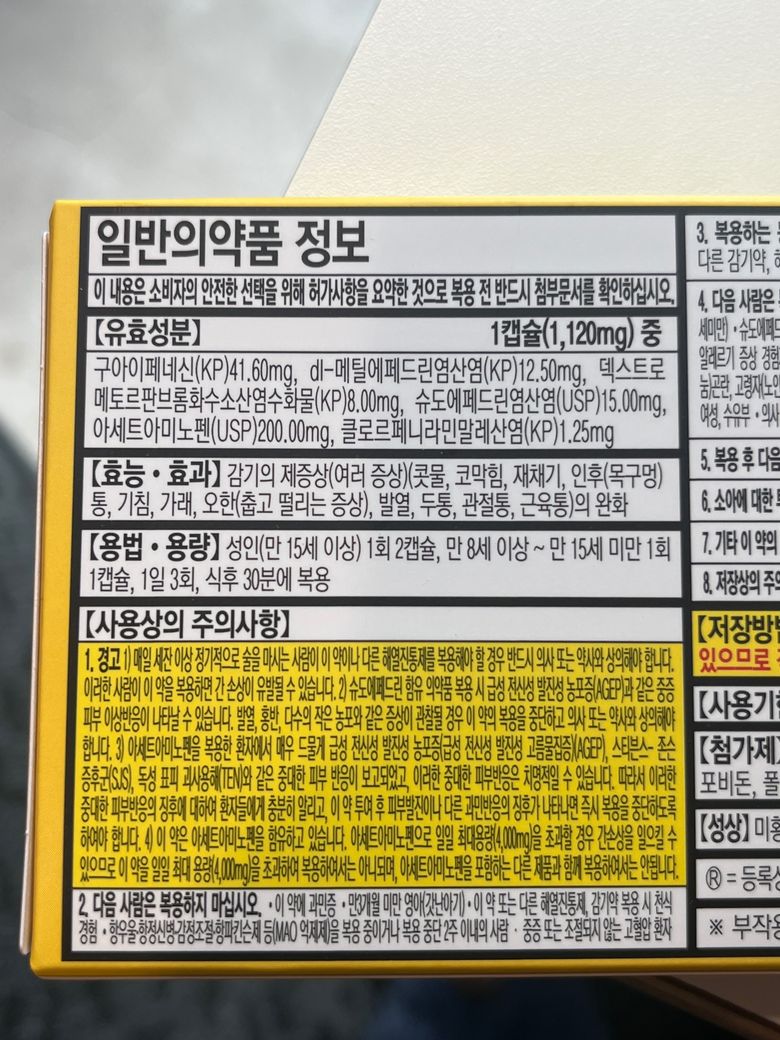 일반의약품 정보
이 내용은 소비자의 안전한 선택을 위해 허가사항을 요약한 것으로 복용 전 반드시 첨부문서를 확인하십시오.
【유효성분】 1캡슐(1,120mg) 중
구아이페네신(KP)41.60mg, dl-메틸에페드린염산염(KP)12.50mg, 덱스트로
메토르판브롬화수소산염수화물(KP)8.00mg, 슈도에페드린염산염(USP)15.00mg,
아세트아미노펜(USP)200.00mg, 클로르페니라민말레산염(KP)1.25mg
【효능•효과】 감기의 제증상(여러 증상)(콧물, 코막힘, 재채기, 인후(목구멍)
통, 기침, 가래, 오한(춥고 떨리는 증상), 발열, 두통, 관절통, 근육통)의 완화
【용법•용량】 성인(만 15세 이상) 1회 2캡슐, 만 8세 이상 ~ 만 15세 미만 1회
1캡슐, 1일 3회, 식후 30분에 복용
【사용상의 주의사항】
1. 경고 1) 매일 세잔 이상 정기적으로 술을 마시는 사람이 이 약이나 다른 해열진통제를 복용해야 할 경우 반드시 의사 또는 약사와 상의해야 합니다.
이러한 사람이 이 약을 복용하면 간 손상이 유발될 수 있습니다. 2) 슈도에페드린 함유 의약품 복용 시 급성 전신성 발진성 농포증(AGEP)과 같은 중증
피부 이상반응이 나타날 수 있습니다. 발열, 홍반, 다수의 작은 농포와 같은 증상이 관찰될 경우 이 약의 복용을 중단하고 의사 또는 약사와 상의해야
합니다. 3) 아세트아미노펜을 복용한 환자에서 매우 드물게 급성 전신성 발진성 농포증(급성 전신성 발진성 고름물집증)(AGEP), 스티븐스- 존슨
증후군(SJS), 독성 표피 괴사용해(TEN)와 같은 중대한 피부 반응이 보고되었고, 이러한 중대한 피부반응은 치명적일 수 있습니다. 따라서 이러한
중대한 피부반응의 징후에 대하여 환자들에게 충분히 알리고, 이 약 투여 후 피부발진이나 다른 과민반응의 징후가 나타나면 즉시 복용을 중단하도록
하여야 합니다. 4) 이 약은 아세트아미노펜을 함유하고 있습니다. 아세트아미노펜으로 일일 최대용량(4,000mg)을 초과할 경우 간손상을 일으킬 수
있으므로 이 약을 일일 최대 용량(4,000mg)을 초과하여 복용하여서는 아니되며, 아세트아미노펜을 포함하는 다른 제품과 함께 복용하여서는 안됩니다.
2. 다음 사람은 복용하지 마십시오. •이 약에 과민증 •만3개월 미만 영아(갓난아기) •이 약 또는 다른 해열진통제, 감기약 복용 시 천식
경험 •항우울·항정신병·감정조절·항파킨슨제 등(MAO 억제제)을 복용 중이거나 복용 중단 2주 이내의 사람 · 중증 또는 조절되지 않는 고혈압 환자
3. 복용하는
다른 감기약,
4. 다음 사람은
세미만) •슈도에페드
알레르기 증상 경험
눔)곤란, 고령자(노인
여성, 수유부 •의사
5. 복용 후 다음
6. 소아에 대한
7. 기타 이 약의
8. 저장상의 주의
【저장방법
있으므로
【사용기한
【첨가제】
포비돈,
【성상】 미황
® = 등록상
※ 부작용